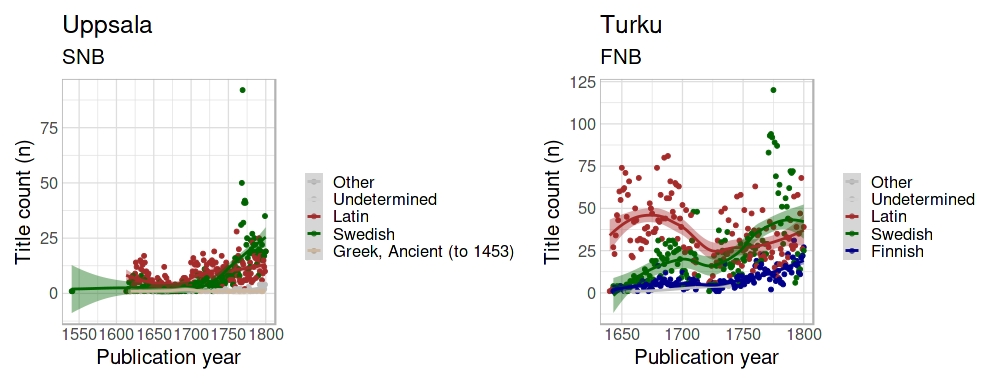 Uppsala
SNB
Title count (n)
75
50
25
0
1550 1600 1650 1700 1750 1800
Publication year
Other
Undetermined
Latin
Swedish
Greek, Ancient (to 1453)
Turku
FNB
Title count (n)
125
100
75
50
25
0
1650 1700 1750 1800
Publication year
Other
Undetermined
Latin
Swedish
Finnish